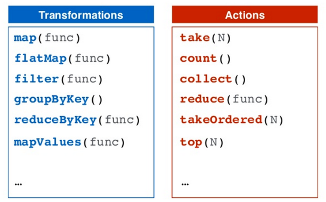 Transformations
map(func)
flatMap(func)
filter(func)
groupByKey()
reduceByKey(func)
mapValues(func)
…
Actions
take(N)
count()
collect()
reduce(func)
takeOrdered(N)
top(N)
…